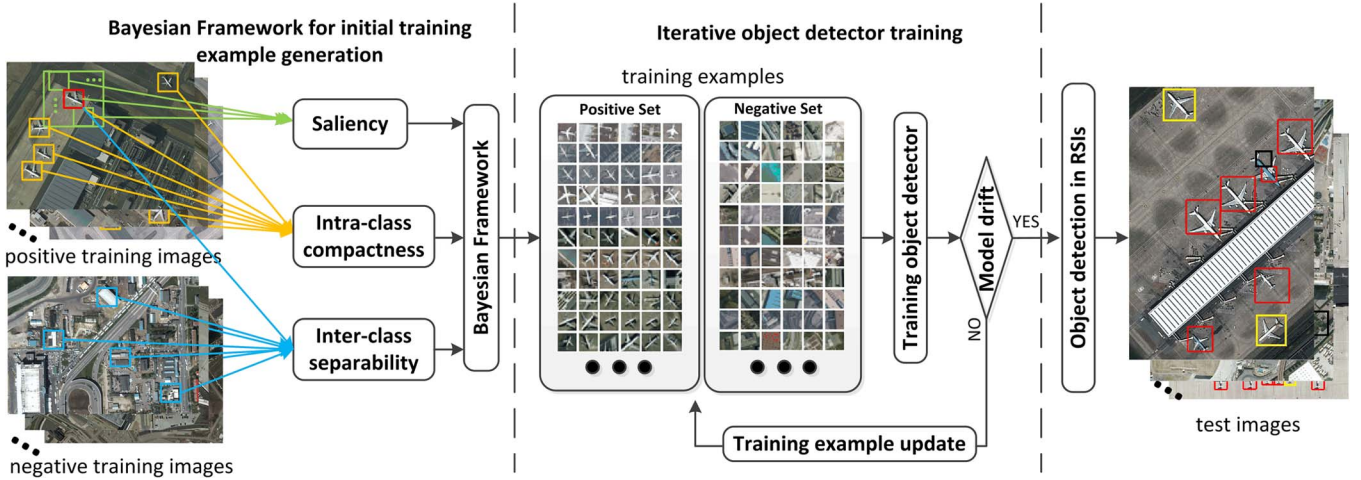 Bayesian Framework for initial training
example generation
Iterative object detector training
training examples
Positive Set
Negative Set
Saliency
Intra-class
compactness
Inter-class
separability
Bayesian Framework
Training object detector
Model drift
YES
NO
Training example update
Object detection in RSIs
positive training images
negative training images
test images